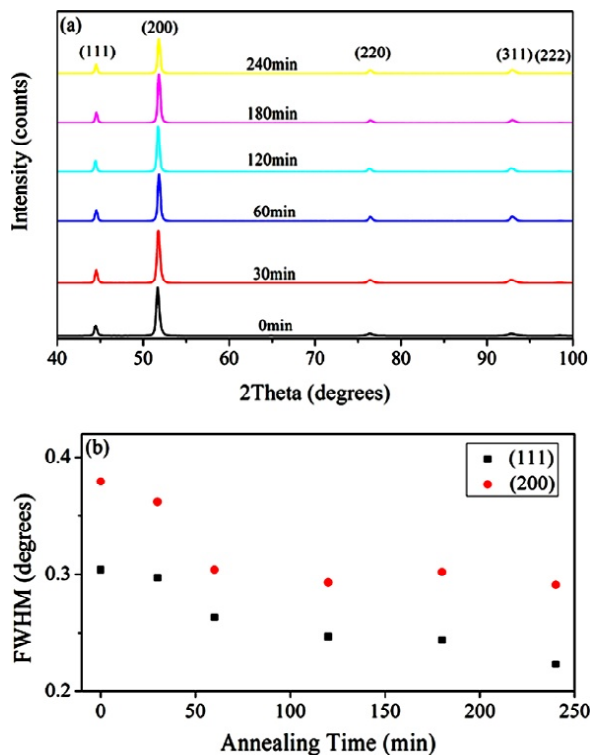 (a)
(111)
(200)
(220)
(311)
(222)
240min
180min
120min
60min
30min
0min
Intensity (counts)
40
50
60
70
80
90
100
2Theta (degrees)
(b)
(111)
(200)
0.4
0.3
0.2
FWHM (degrees)
0
50
100
150
200
250
Annealing Time (min)